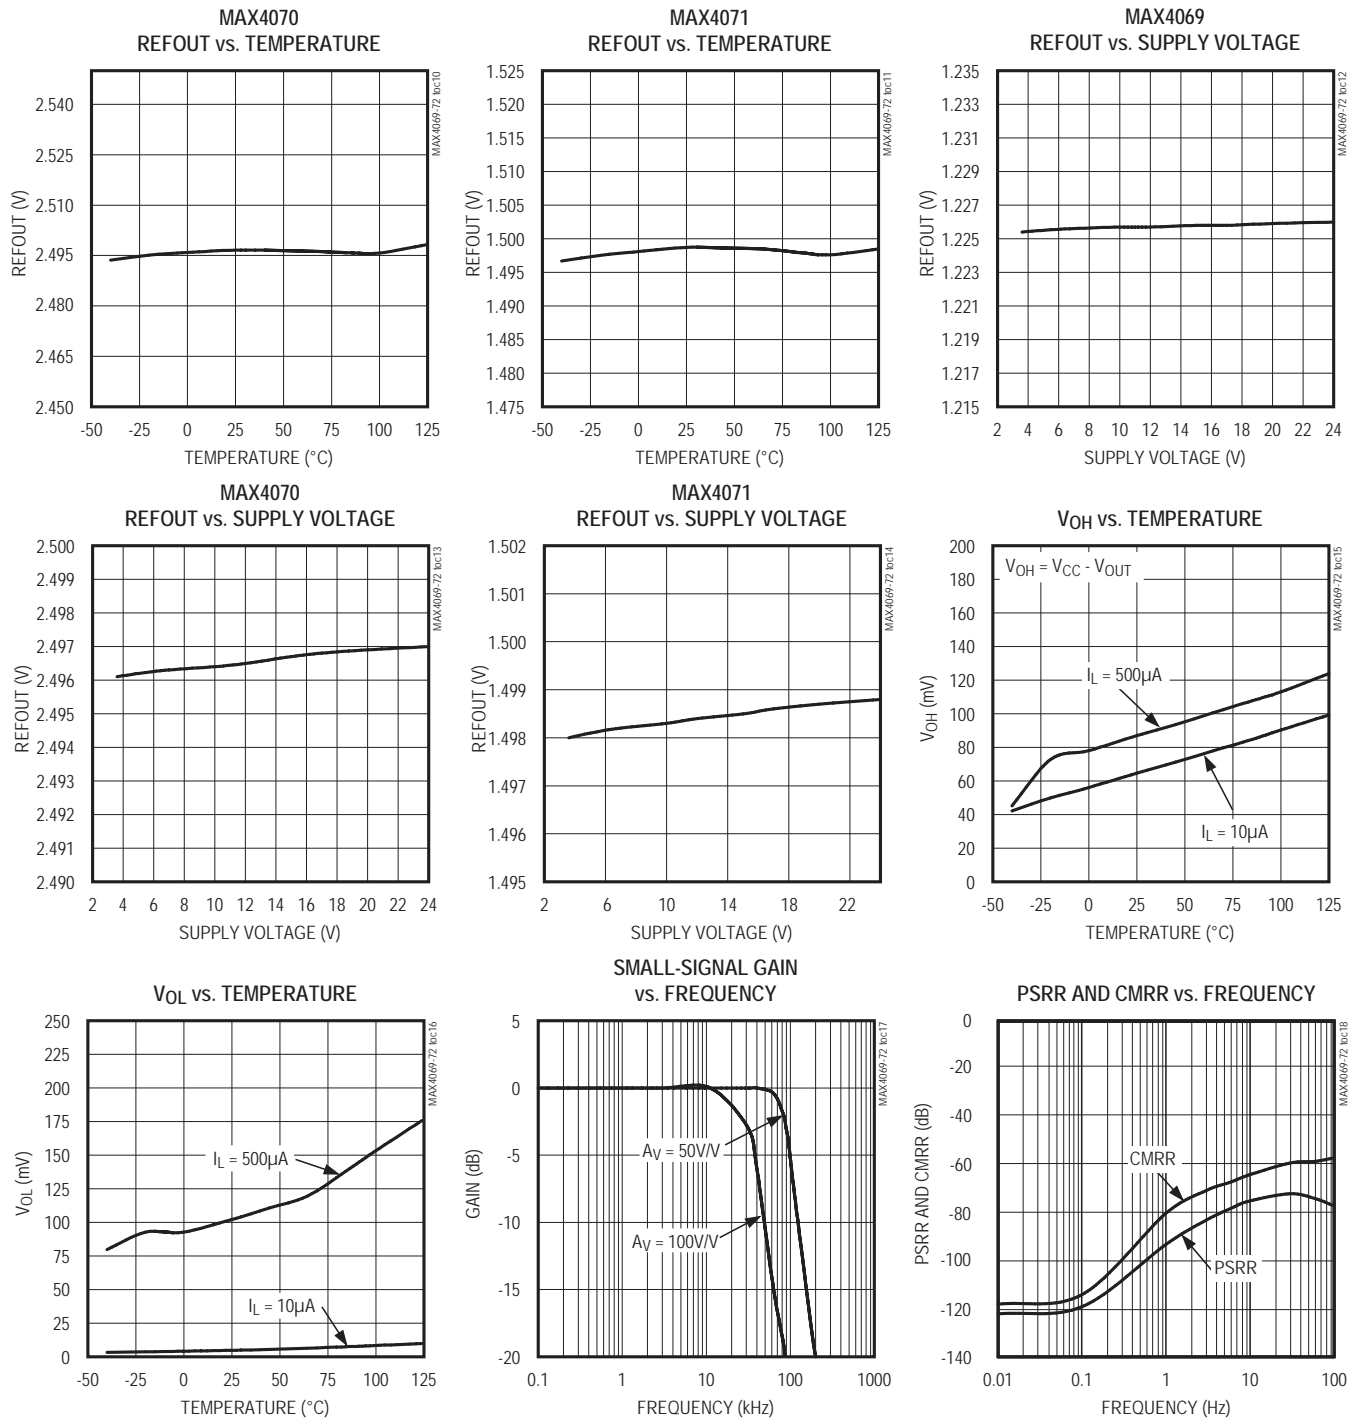 MAX4070
REFOUT vs. TEMPERATURE
MAX4069-72 toc10
REFOUT (V)
2.540
2.525
2.510
2.495
2.480
2.465
2.450
-50 -25 0 25 50 75 100 125
TEMPERATURE (°C)
MAX4071
REFOUT vs. TEMPERATURE
MAX4069-72 toc11
REFOUT (V)
1.525
1.520
1.515
1.510
1.505
1.500
1.495
1.490
1.485
1.480
1.475
-50 -25 0 25 50 75 100 125
TEMPERATURE (°C)
MAX4069
REFOUT vs. SUPPLY VOLTAGE
MAX4069-72 toc12
REFOUT (V)
1.235
1.233
1.231
1.229
1.227
1.225
1.223
1.221
1.219
1.217
1.215
2 4 6 8 10 12 14 16 18 20 22 24
SUPPLY VOLTAGE (V)
MAX4070
REFOUT vs. SUPPLY VOLTAGE
MAX4069-72 toc13
REFOUT (V)
2.500
2.499
2.498
2.497
2.496
2.495
2.494
2.493
2.492
2.491
2.490
2 4 6 8 10 12 14 16 18 20 22 24
SUPPLY VOLTAGE (V)
MAX4071
REFOUT vs. SUPPLY VOLTAGE
MAX4069-72 toc14
REFOUT (V)
1.502
1.501
1.500
1.499
1.498
1.497
1.496
1.495
2 6 10 14 18 22
SUPPLY VOLTAGE (V)
VOH vs. TEMPERATURE
MAX4069-72 toc15
VOH (mV)
200
180
160
140
120
100
80
60
40
20
0
VOH = VCC - VOUT
IL = 500µA
IL = 10µA
-50 -25 0 25 50 75 100 125
TEMPERATURE (°C)
VOL vs. TEMPERATURE
MAX4069-72 toc16
VOL (mV)
250
225
200
175
150
125
100
75
50
25
0
IL = 500µA
IL = 10µA
-50 -25 0 25 50 75 100 125
TEMPERATURE (°C)
SMALL-SIGNAL GAIN
vs. FREQUENCY
MAX4069-72 toc17
GAIN (dB)
5
0
-5
-10
-15
-20
AV = 50V/V
AV = 100V/V
0.1 1 10 100 1000
FREQUENCY (kHz)
PSRR AND CMRR vs. FREQUENCY
MAX4069-72 toc18
PSRR AND CMRR (dB)
0
-20
-40
-60
-80
-100
-120
-140
CMRR
PSRR
0.01 0.1 1 10 100
FREQUENCY (Hz)